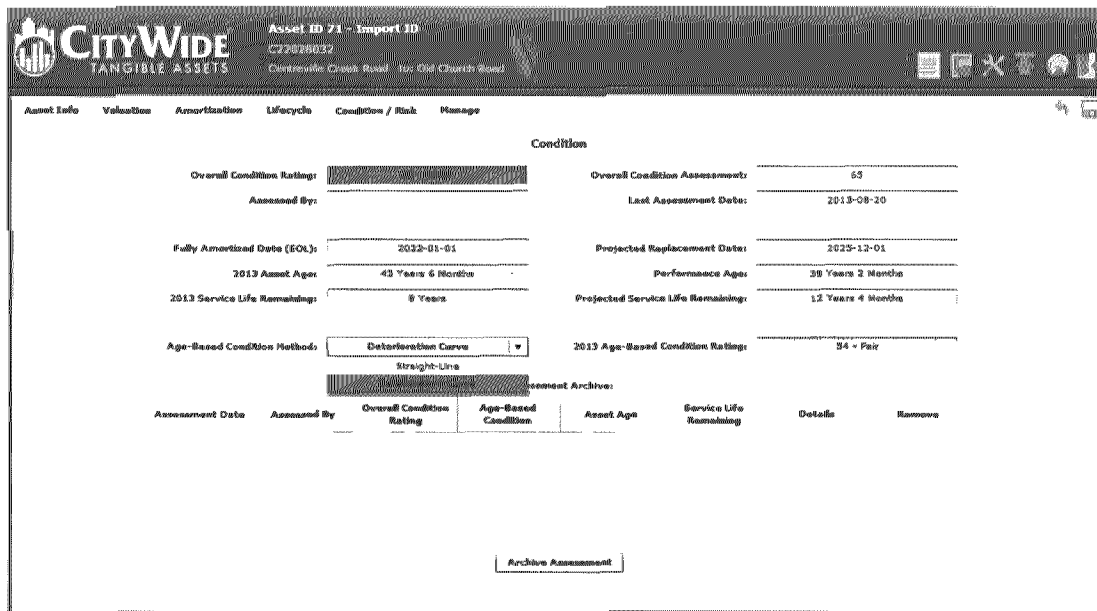 CITYWIDE
TANGIBLE ASSETS
Asset ID 71 - Import ID
C22028032
Centreville Creek Road to: Old Church Road
Asset Info Valuation Amortization Lifecycle Condition / Risk Manage
Condition
Overall Condition Rating: Overall Condition Assessment: 65
Assessed By: Last Assessment Date: 2013-08-20
Fully Amortized Date (EOL): 2022-01-01 Projected Replacement Date: 2025-12-01
2013 Asset Age: 43 Years 6 Months Performance Age: 39 Years 2 Months
2013 Service Life Remaining: 8 Years Projected Service Life Remaining: 12 Years 4 Months
Age-Based Condition Method: Deterioration Curve 2013 Age-Based Condition Rating: 54 - Fair
Straight-Line
Archive:
Assessment Date Assessed By Overall Condition Rating Age-Based Condition Asset Age Service Life Remaining Details Remove
Archive Assessment